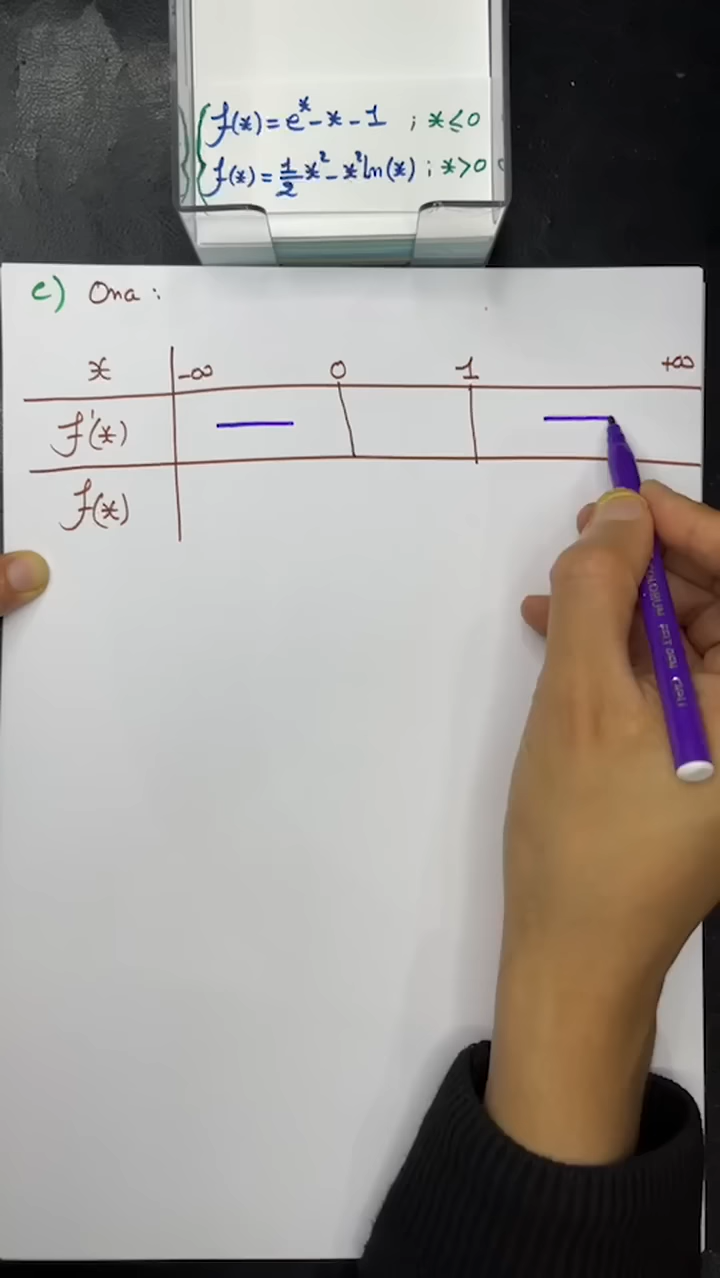 f(x) = e^x - x - 1 ; x ≤ 0
f(x) = 1/2 x² - x² ln(x) ; x > 0
c) Ona :
x -∞ 0 1 +∞
f'(x) — —
f(x)